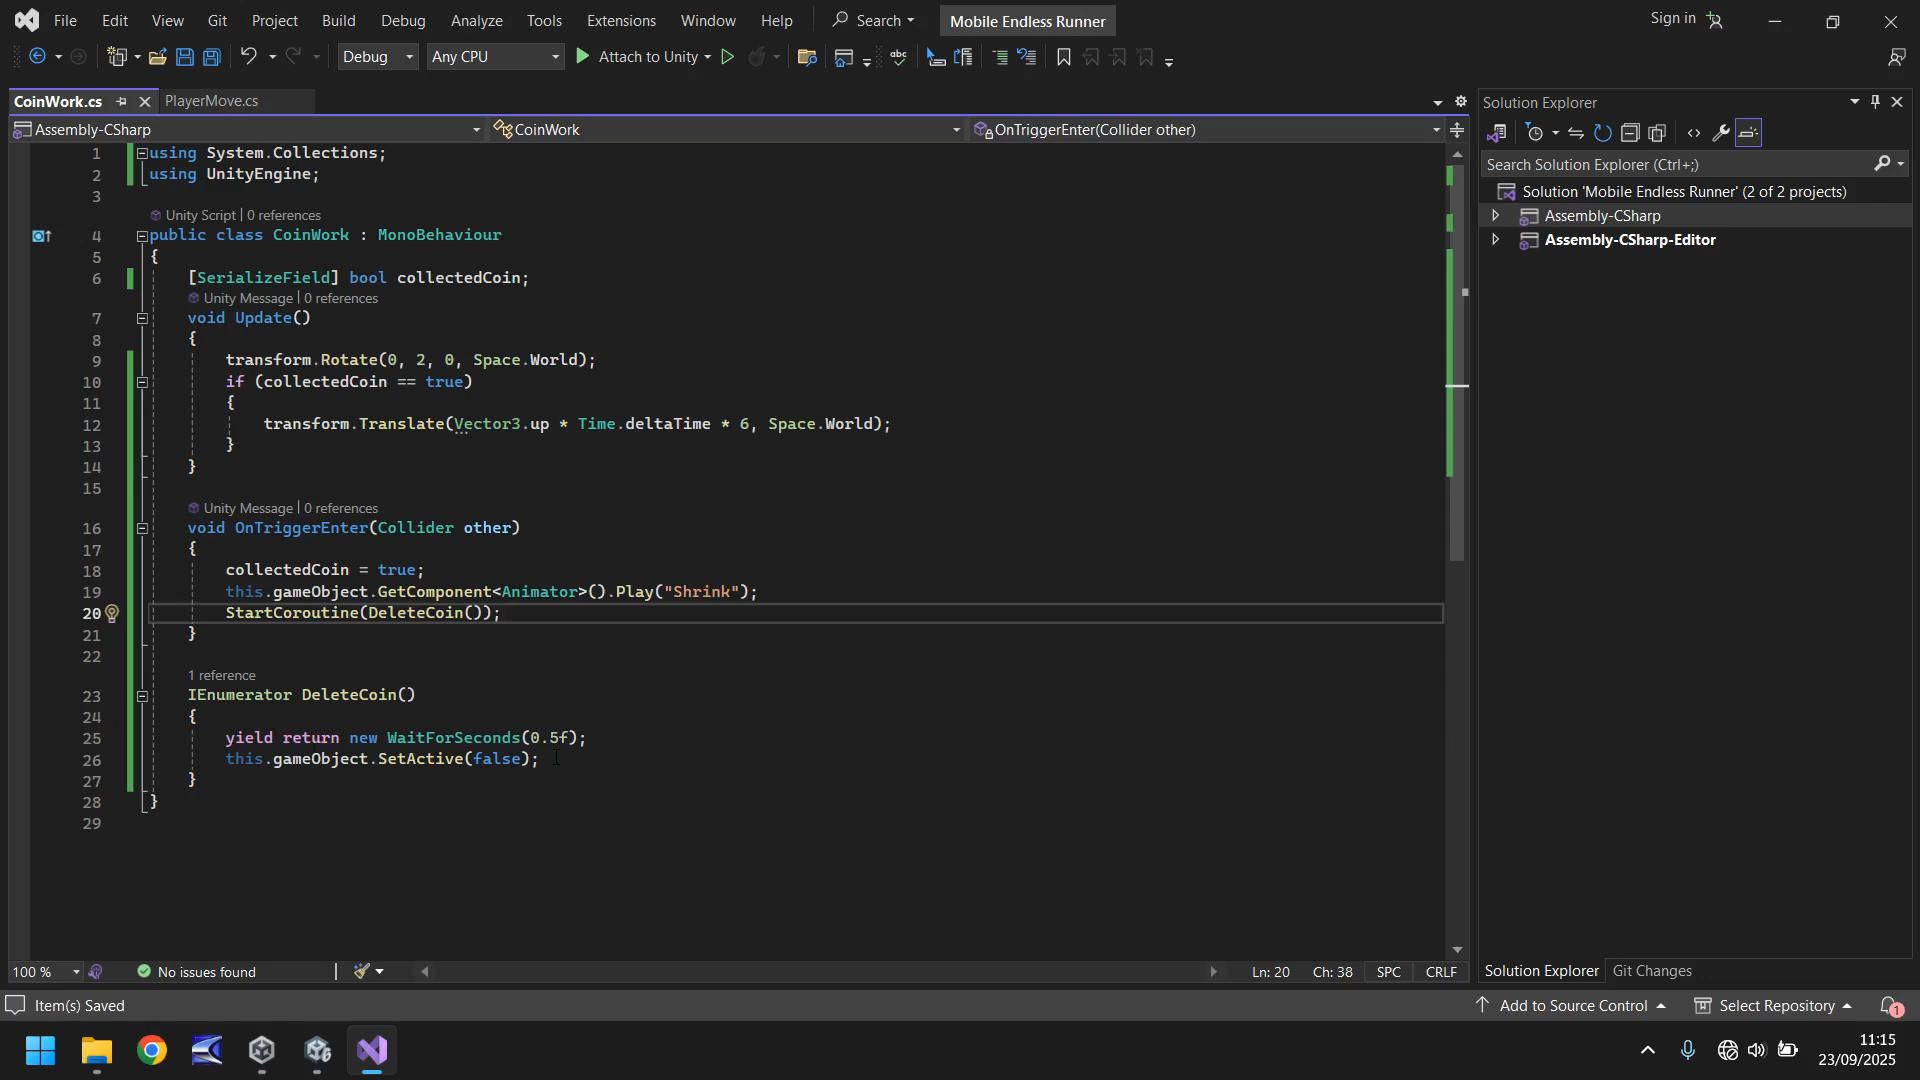 File Edit View Git Project Build Debug Test Analyze Tools Extensions Window Help Search Mobile Endless Runner Sign in
Debug Any CPU Attach to Unity
CoinWork.cs PlayerMove.cs
Assembly-CSharp CoinWork OnTriggerEnter(Collider other)
1 using System.Collections;
2 using UnityEngine;
3
Unity Script | 0 references
4 public class CoinWork : MonoBehaviour
5 {
6 [SerializeField] bool collectedCoin;
Unity Message | 0 references
7 void Update()
8 {
9 transform.Rotate(0, 2, 0, Space.World);
10 if (collectedCoin == true)
11 {
12 transform.Translate(Vector3.up * Time.deltaTime * 6, Space.World);
13 }
14 }
15
Unity Message | 0 references
16 void OnTriggerEnter(Collider other)
17 {
18 collectedCoin = true;
19 this.gameObject.GetComponent<Animator>().Play("Shrink");
20 StartCoroutine(DeleteCoin());
21 }
22
1 reference
23 IEnumerator DeleteCoin()
24 {
25 yield return new WaitForSeconds(0.5f);
26 this.gameObject.SetActive(false);
27 }
28 }
29
100 % No issues found Ln: 20 Ch: 38 SPC CRLF
Solution Explorer
Search Solution Explorer (Ctrl+;)
Solution 'Mobile Endless Runner' (2 of 2 projects)
Assembly-CSharp
Assembly-CSharp-Editor
Solution Explorer Git Changes
Item(s) Saved Add to Source Control Select Repository 1
11:15
23/09/2025